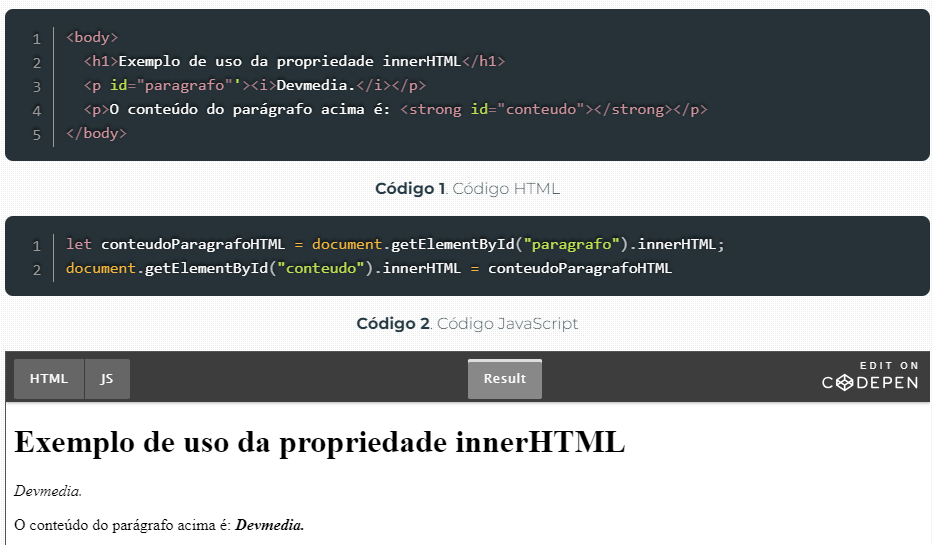 1 <body>
2 <h1>Exemplo de uso da propriedade innerHTML</h1>
3 <p id="paragrafo"'><i>Devmedia.</i></p>
4 <p>O conteúdo do parágrafo acima é: <strong id="conteudo"></strong></p>
5 </body>
Código 1. Código HTML
1 let conteudoParagrafoHTML = document.getElementById("paragrafo").innerHTML;
2 document.getElementById("conteudo").innerHTML = conteudoParagrafoHTML
Código 2. Código JavaScript
HTML JS Result EDIT ON
CODEPEN
Exemplo de uso da propriedade innerHTML
Devmedia.
O conteúdo do parágrafo acima é: Devmedia.